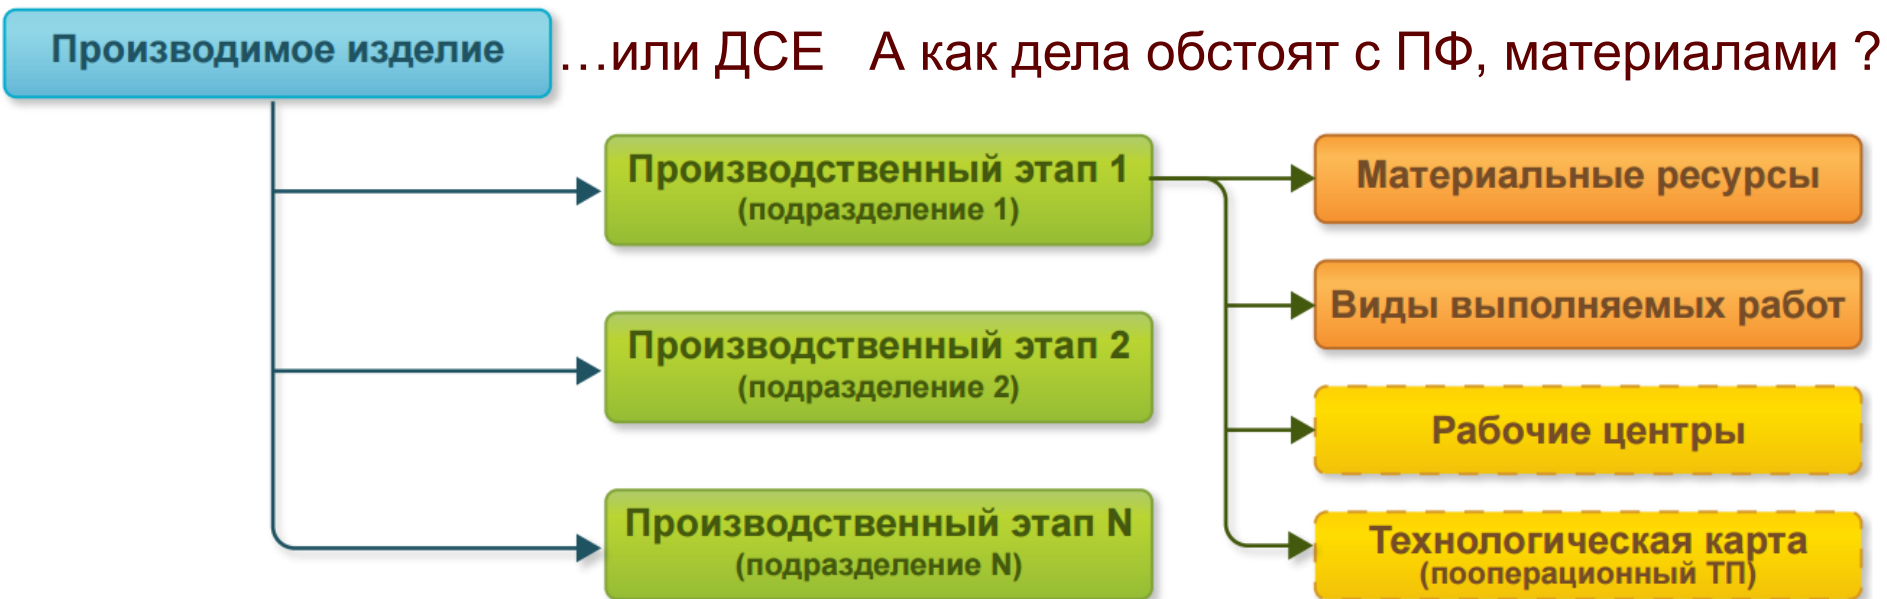 Производимое изделие …или ДСЕ А как дела обстоят с ПФ, материалами ?
Производственный этап 1
(подразделение 1)
Материальные ресурсы
Виды выполняемых работ
Производственный этап 2
(подразделение 2)
Рабочие центры
Производственный этап N
(подразделение N)
Технологическая карта
(пооперационный ТП)